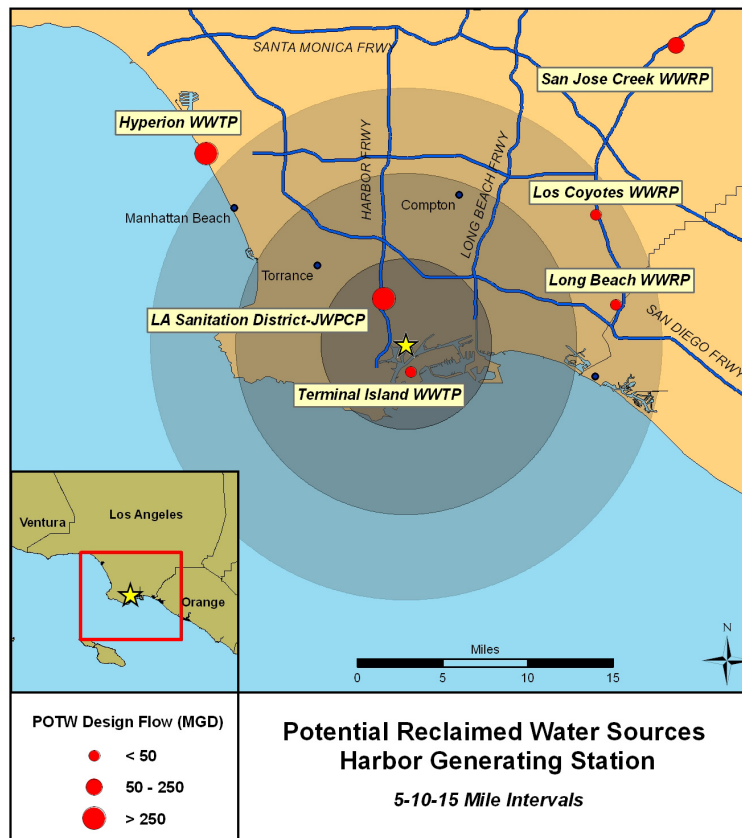 SANTA MONICA FRWY
San Jose Creek WWRP
Hyperion WWTP
HARBOR FRWY
LONG BEACH FRWY
Los Coyotes WWRP
Compton
Manhattan Beach
Torrance
Long Beach WWRP
LA Sanitation District-JWPCP
SAN DIEGO FRWY
Terminal Island WWTP
Los Angeles
Ventura
Orange
Miles
0 5 10 15
N
POTW Design Flow (MGD)
< 50
50 - 250
> 250
Potential Reclaimed Water Sources
Harbor Generating Station
5-10-15 Mile Intervals